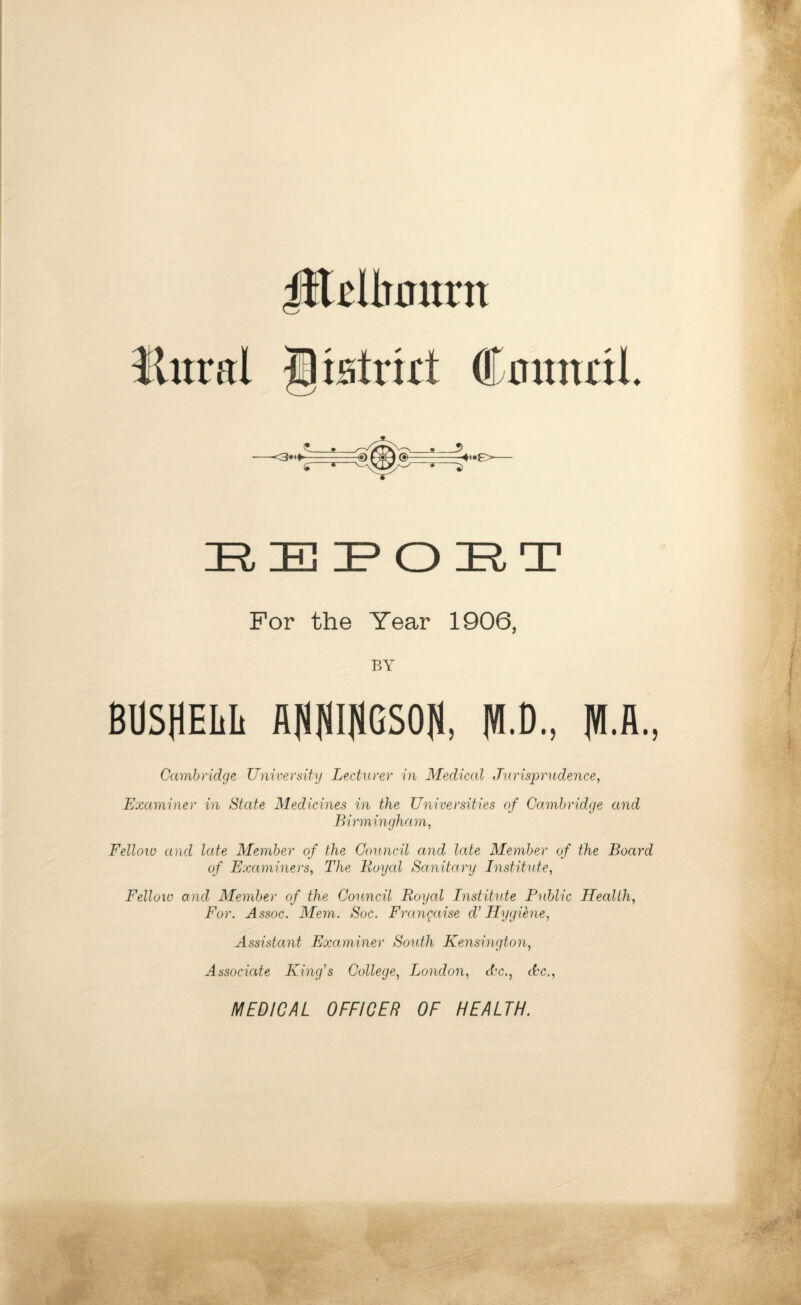 Melbourn
Rural District Council.
REPORT
For the Year 1906,
BY
BUSHELL ANNINGSON, M.D., M.A.,
Cambridge University Lecturer in Medical Jurisprudence,
Examiner in State Medicines in the Universities of Cambridge and
Birmingham,
Fellow and late Member of the Council and late Member of the Board
of Examiners, The Royal Sanitary Institute,
Fellow and Member of the Council Royal Institute Public Health,
For. Assoc. Mem. Soc. Française d'Hygiène,
Assistant Examiner South Kensington,
Associate King's College, London, &c., &c.,
MEDICAL OFFICER OF HEALTH.